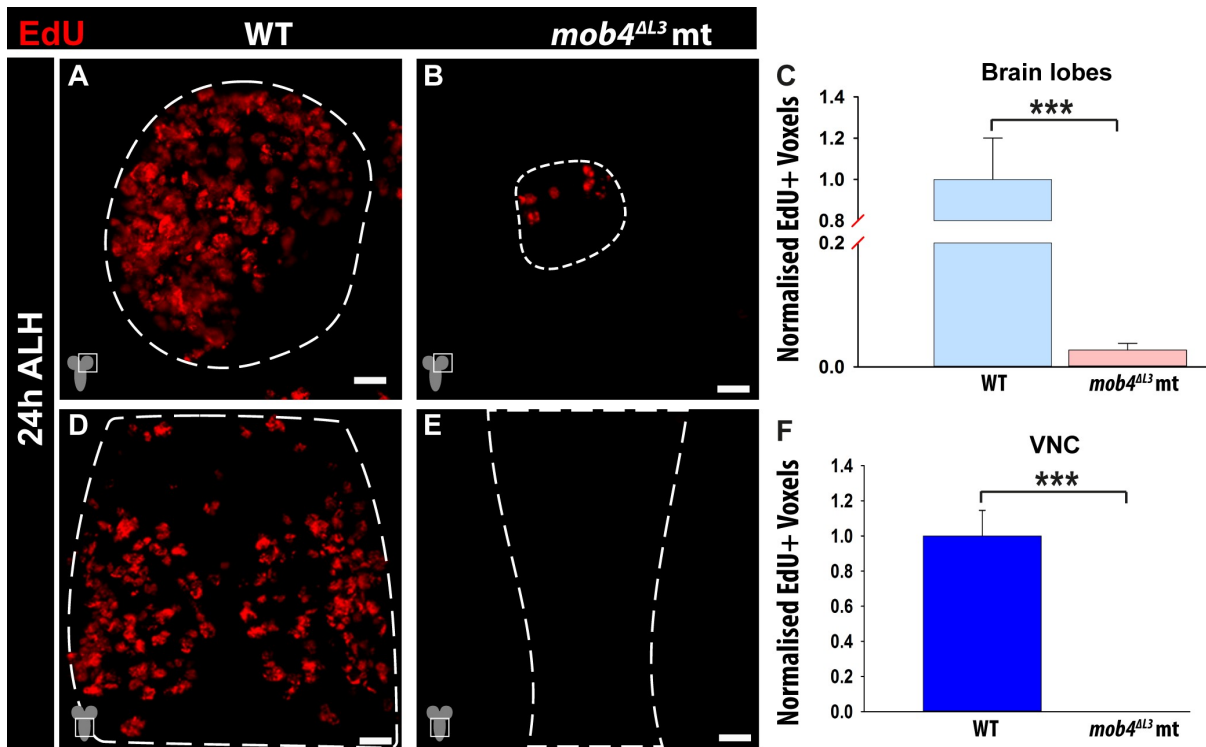 EdU WT mob4ΔL3 mt
24h ALH
A
B
C
Brain lobes
Normalised EdU+ Voxels
1.4
1.2
1.0
0.8
0.2
0.0
***
WT mob4ΔL3 mt
D
E
F
VNC
Normalised EdU+ Voxels
1.4
1.2
1.0
0.8
0.6
0.4
0.2
0.0
***
WT mob4ΔL3 mt